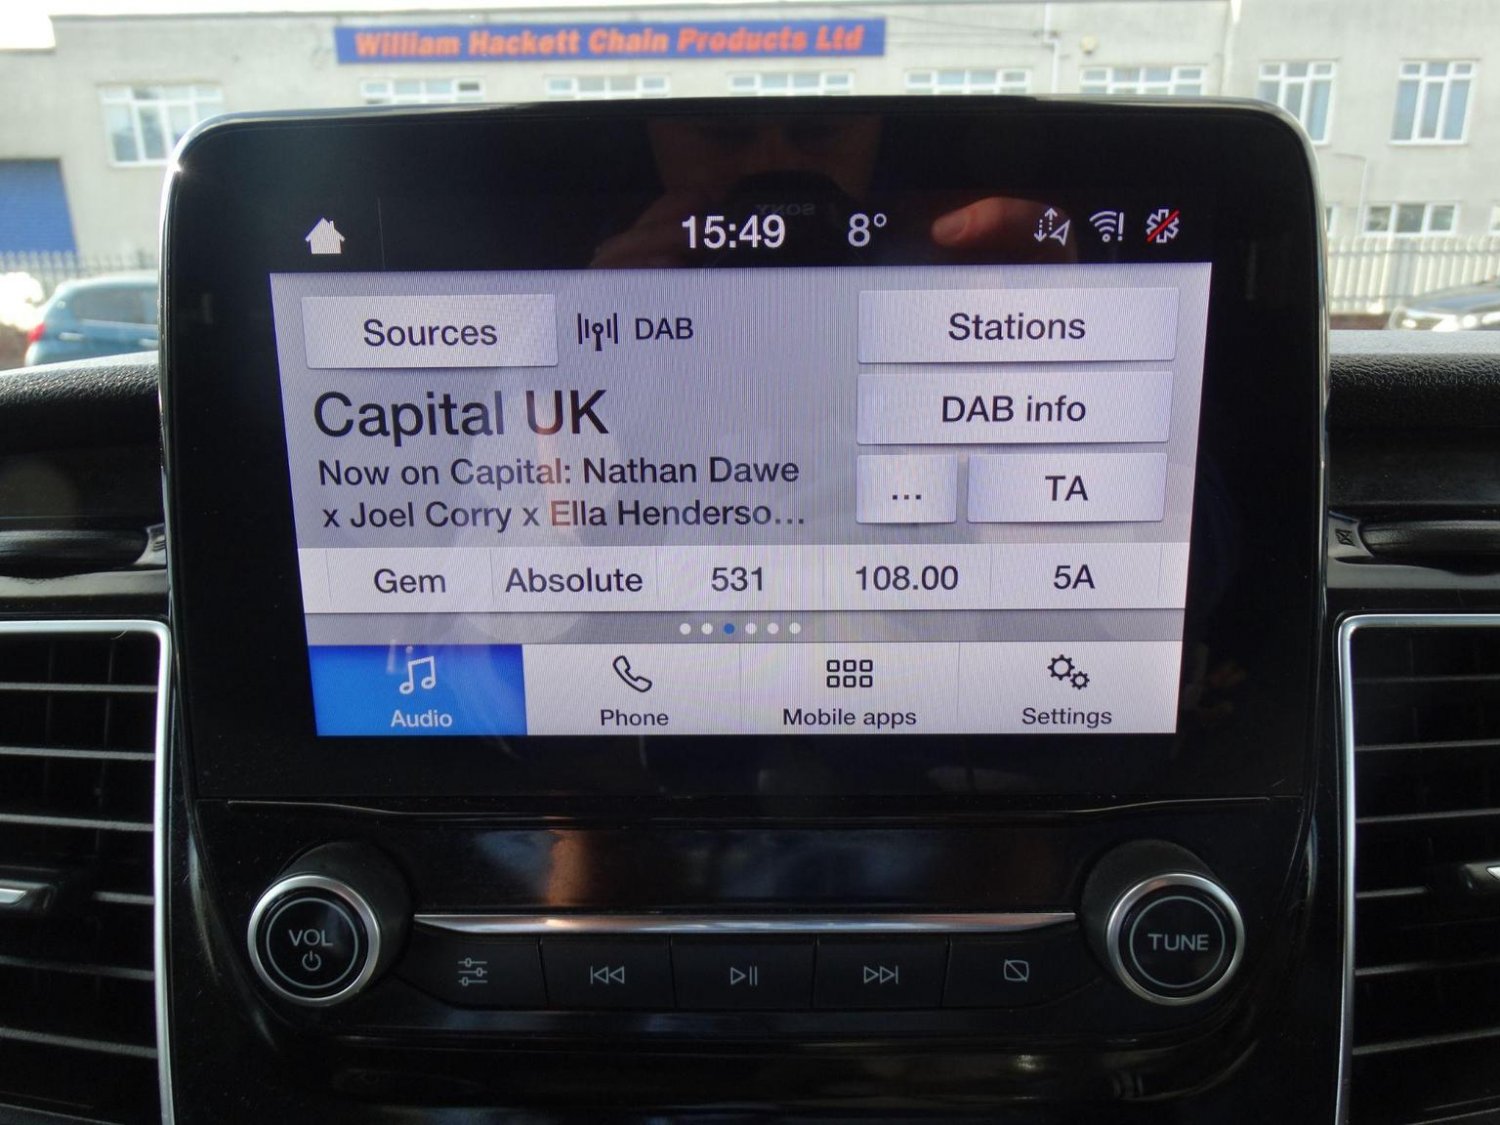 William Hackett Chain Products Ltd
15:49 8°
Sources DAB Stations
Capital UK
DAB info
Now on Capital: Nathan Dawe
x Joel Corry x Ella Henderso...
... TA
Gem Absolute 531 108.00 5A
Audio Phone Mobile apps Settings
VOL
TUNE
SONY